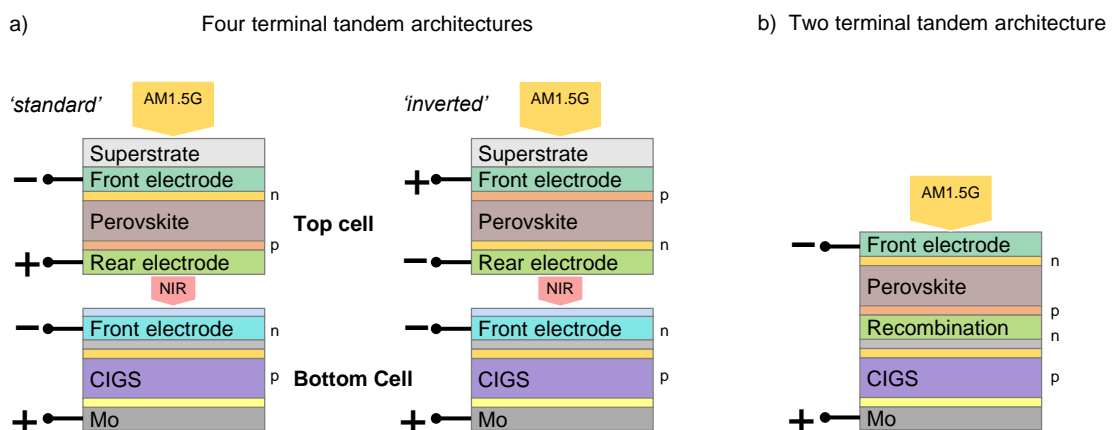 a) Four terminal tandem architectures
b) Two terminal tandem architecture
'standard'
AM1.5G
Superstrate
– Front electrode
n
Perovskite
p
+ Rear electrode
NIR
– Front electrode
n
CIGS
p
+ Mo
Top cell
Bottom Cell
'inverted'
AM1.5G
Superstrate
+ Front electrode
p
Perovskite
n
– Rear electrode
NIR
– Front electrode
n
CIGS
p
+ Mo
AM1.5G
– Front electrode
n
Perovskite
p
Recombination
n
CIGS
p
+ Mo